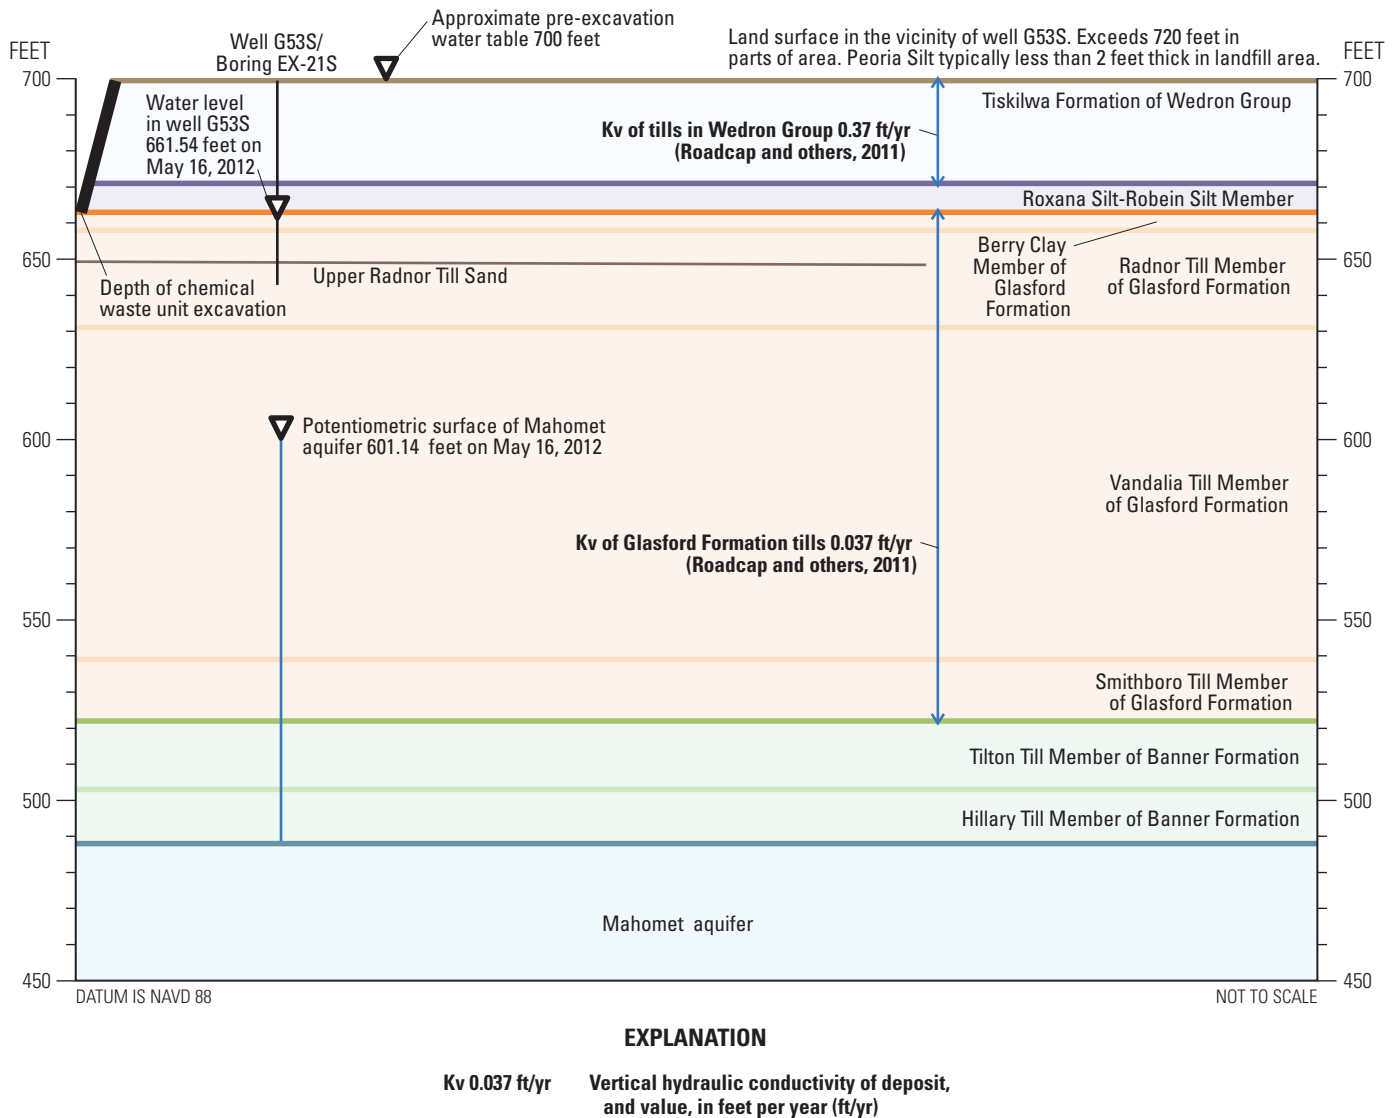 Approximate pre-excavation
water table 700 feet
FEET
Well G53S/
Boring EX-21S
Land surface in the vicinity of well G53S. Exceeds 720 feet in
parts of area. Peoria Silt typically less than 2 feet thick in landfill area.
FEET
700
700
Water level
in well G53S
661.54 feet on
May 16, 2012
Tiskilwa Formation of Wedron Group
Kv of tills in Wedron Group 0.37 ft/yr
(Roadcap and others, 2011)
Roxana Silt-Robein Silt Member
650
650
Depth of chemical
waste unit excavation
Upper Radnor Till Sand
Berry Clay
Member of
Glasford
Formation
Radnor Till Member
of Glasford Formation
600
600
Potentiometric surface of Mahomet
aquifer 601.14 feet on May 16, 2012
Vandalia Till Member
of Glasford Formation
Kv of Glasford Formation tills 0.037 ft/yr
(Roadcap and others, 2011)
550
550
Smithboro Till Member
of Glasford Formation
Tilton Till Member of Banner Formation
500
500
Hillary Till Member of Banner Formation
Mahomet aquifer
450
450
DATUM IS NAVD 88
NOT TO SCALE
EXPLANATION
Kv 0.037 ft/yr Vertical hydraulic conductivity of deposit,
and value, in feet per year (ft/yr)